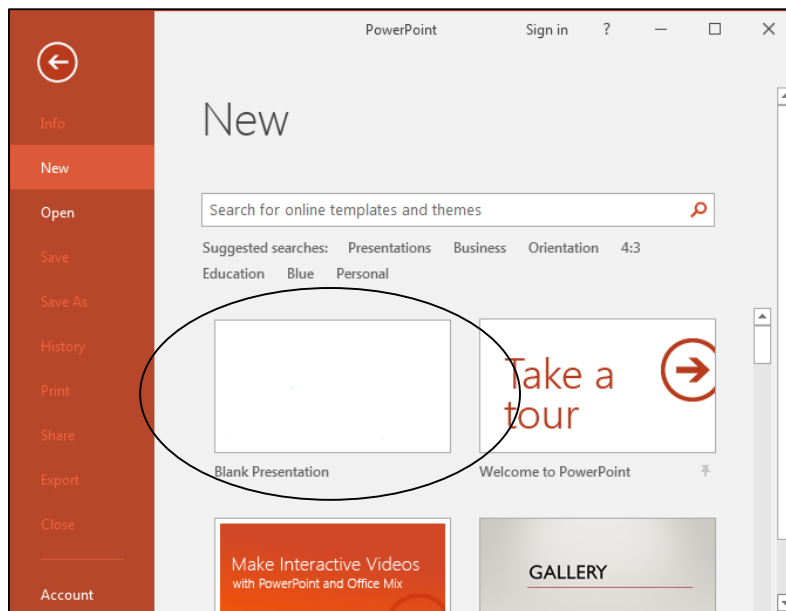 PowerPoint Sign in ?
Info
New
Open
Save
Save As
History
Print
Share
Export
Close
Account
New
Search for online templates and themes
Suggested searches: Presentations Business Orientation 4:3
Education Blue Personal
Take a
tour
Blank Presentation
Welcome to PowerPoint
Make Interactive Videos
with PowerPoint and Office Mix
GALLERY